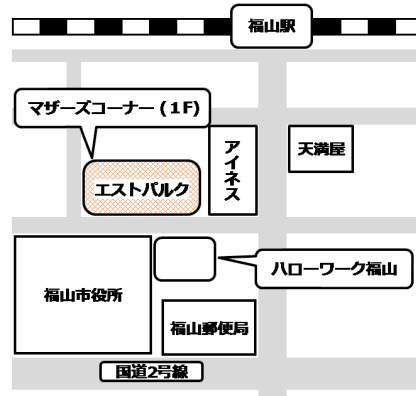 福山駅
マザーズコーナー（１F）
アイネス
天満屋
エストパルク
ハローワーク福山
福山市役所
福山郵便局
国道2号線